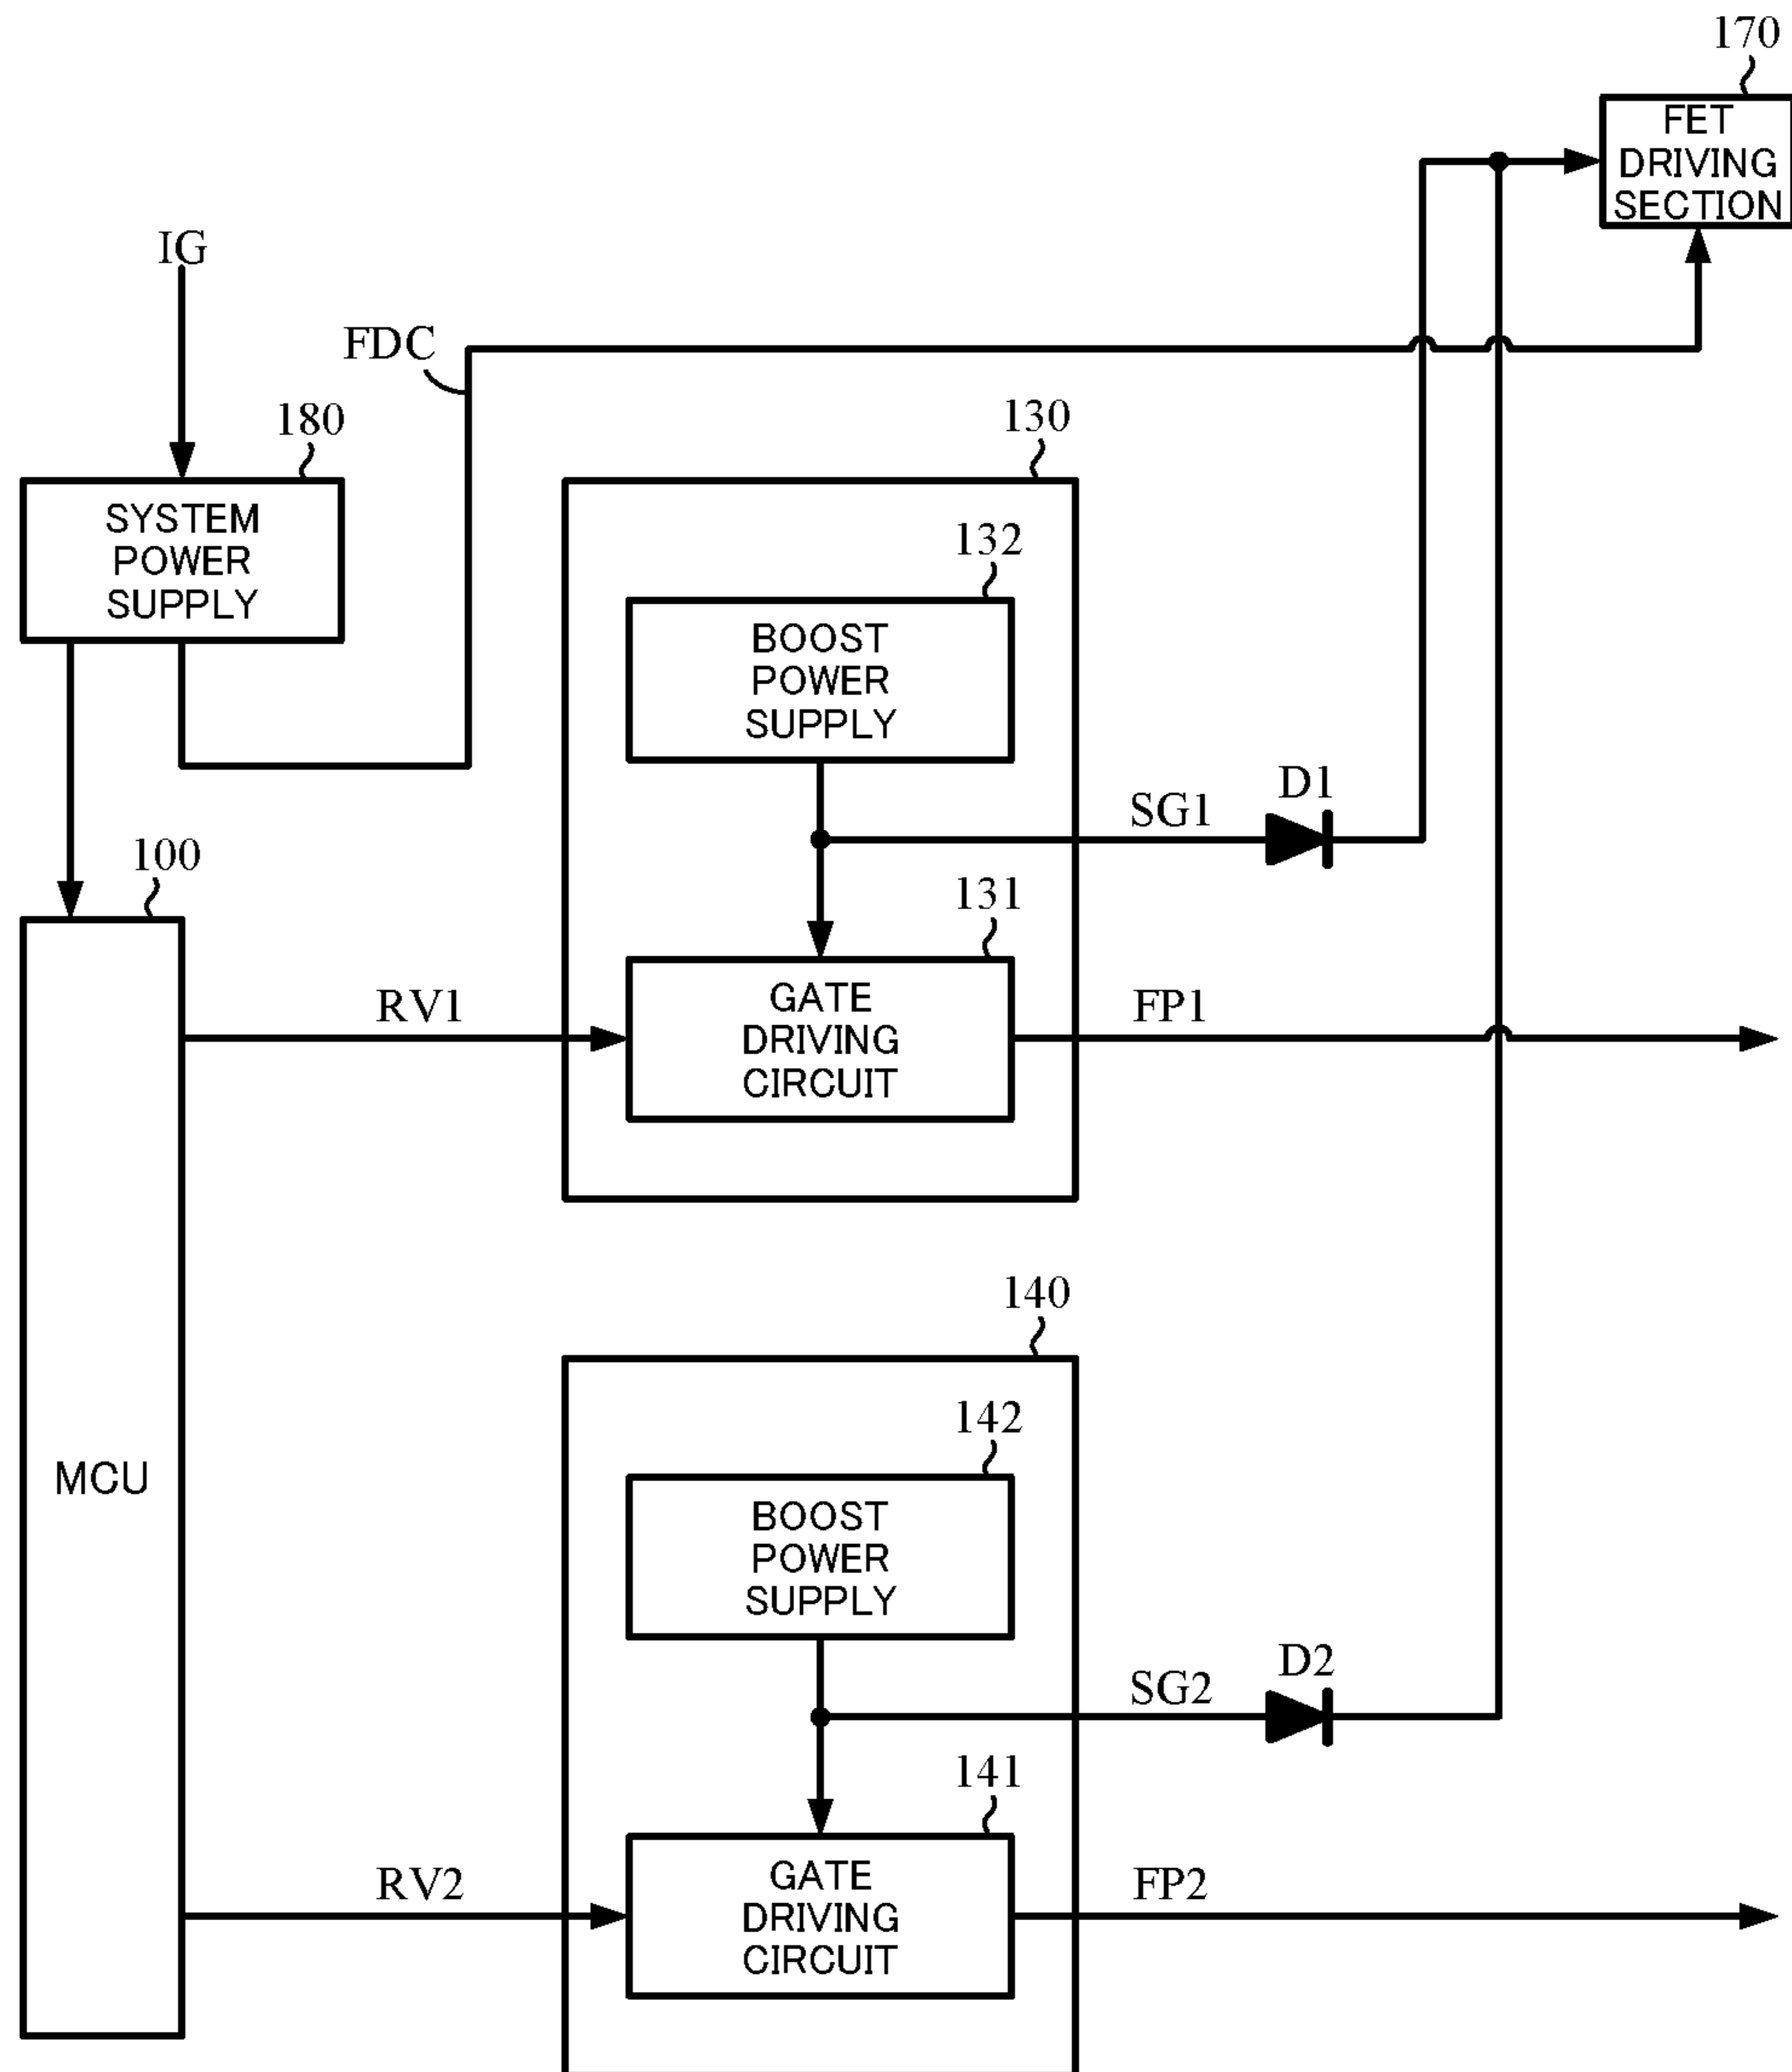 170
FET
DRIVING
SECTION
IG
FDC
180
SYSTEM
POWER
SUPPLY
130
132
BOOST
POWER
SUPPLY
SG1
D1
100
131
RV1
GATE
DRIVING
CIRCUIT
FP1
140
142
MCU
BOOST
POWER
SUPPLY
SG2
D2
141
RV2
GATE
DRIVING
CIRCUIT
FP2